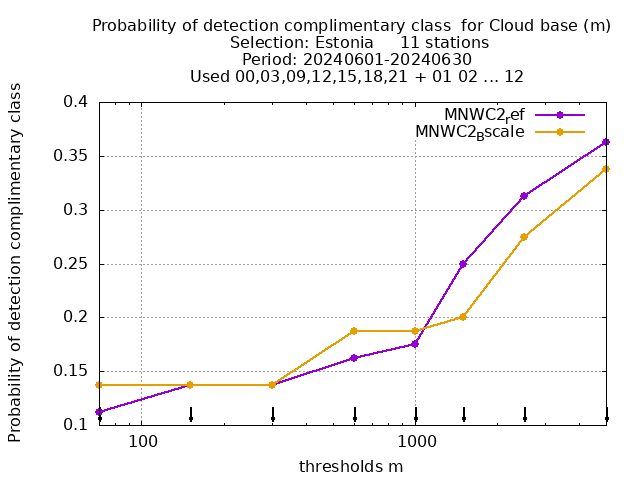 Probability of detection complimentary class  for Cloud base (m)
Selection: Estonia     11 stations
Period: 20240601-20240630
Used 00,03,09,12,15,18,21 + 01 02 ... 12
Probability of detection complimentary class
0.4
0.35
0.3
0.25
0.2
0.15
0.1
MNWC2ref
MNWC2Bscale
100
1000
thresholds m